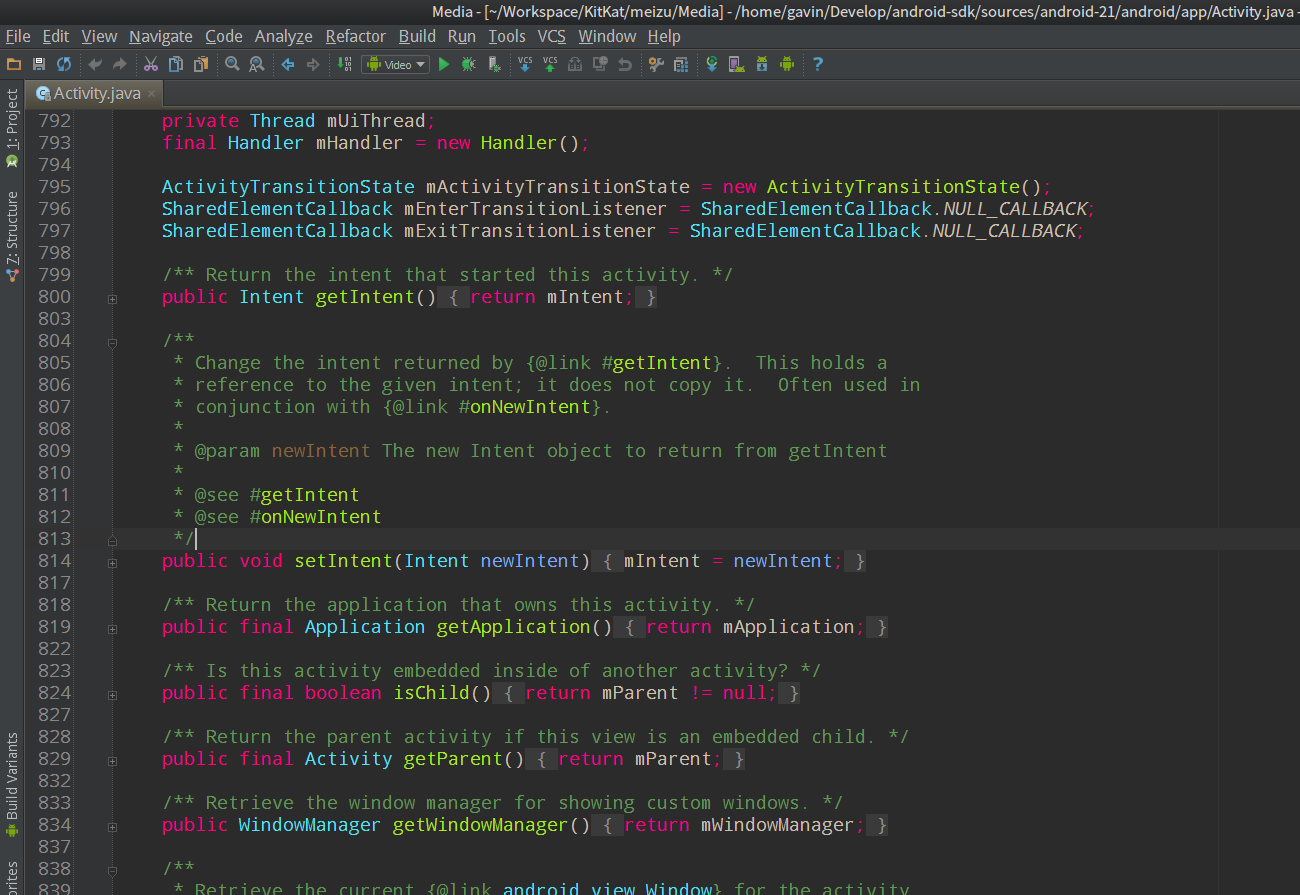 Media - [~/Workspace/KitKat/meizu/Media] - /home/gavin/Develop/android-sdk/sources/android-21/android/app/Activity.java -
File Edit View Navigate Code Analyze Refactor Build Run Tools VCS Window Help
Video VCS VCS ?
Activity.java
1: Project
7: Structure
Build Variants
792 private Thread mUiThread;
793 final Handler mHandler = new Handler();
794
795 ActivityTransitionState mActivityTransitionState = new ActivityTransitionState();
796 SharedElementCallback mEnterTransitionListener = SharedElementCallback.NULL_CALLBACK;
797 SharedElementCallback mExitTransitionListener = SharedElementCallback.NULL_CALLBACK;
798
799 /** Return the intent that started this activity. */
800 public Intent getIntent() { return mIntent; }
803
804 /**
805 * Change the intent returned by {@link #getIntent}.  This holds a
806 * reference to the given intent; it does not copy it.  Often used in
807 * conjunction with {@link #onNewIntent}.
808 *
809 * @param newIntent The new Intent object to return from getIntent
810 *
811 * @see #getIntent
812 * @see #onNewIntent
813 */
814 public void setIntent(Intent newIntent) { mIntent = newIntent; }
817
818 /** Return the application that owns this activity. */
819 public final Application getApplication() { return mApplication; }
822
823 /** Is this activity embedded inside of another activity? */
824 public final boolean isChild() { return mParent != null; }
827
828 /** Return the parent activity if this view is an embedded child. */
829 public final Activity getParent() { return mParent; }
832
833 /** Retrieve the window manager for showing custom windows. */
834 public WindowManager getWindowManager() { return mWindowManager; }
837
838 /**
839 * Retrieve the current {@link android.view.Window} for the activity.